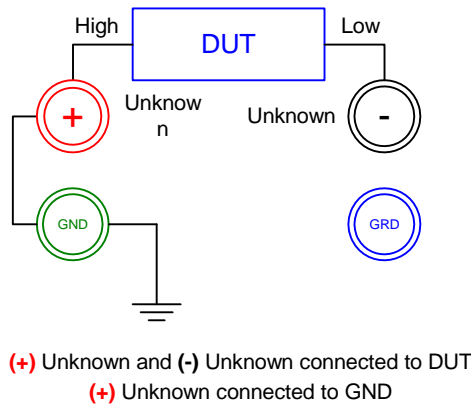 High
DUT
Low
+
Unknow
n
Unknown
-
GND
GRD
(+) Unknown and (-) Unknown connected to DUT
(+) Unknown connected to GND